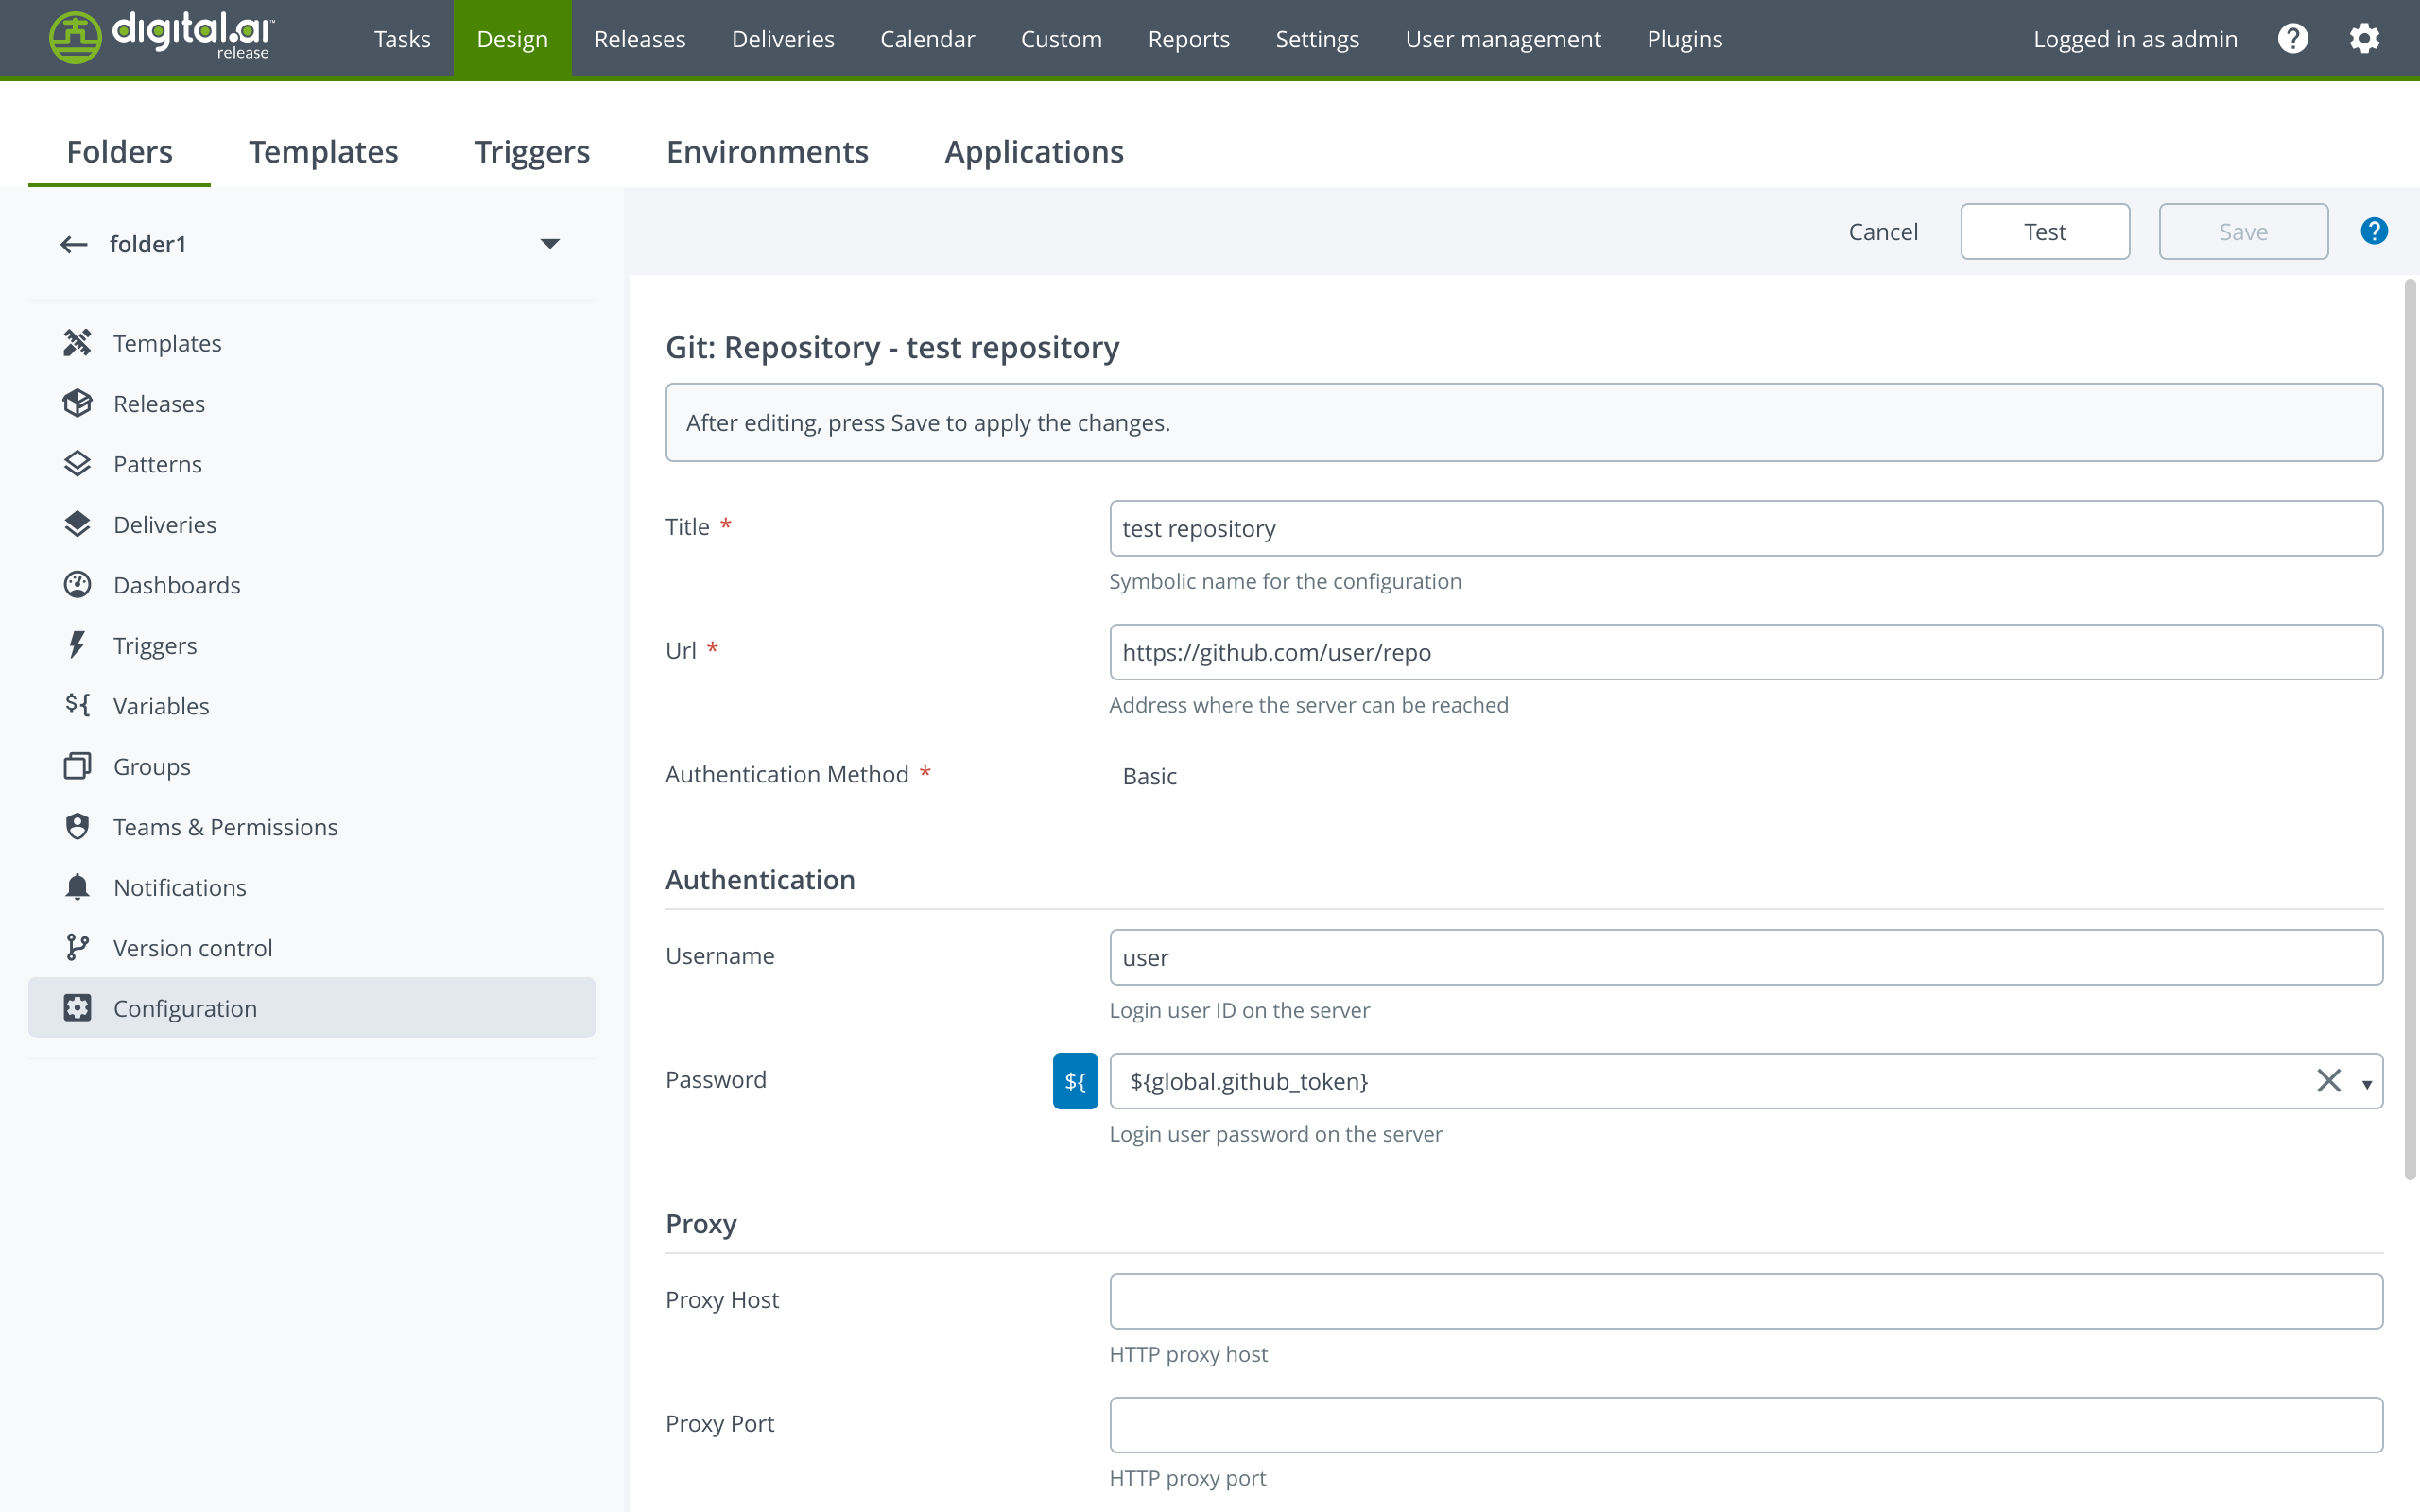 digital.ai™ release Tasks Design Releases Deliveries Calendar Custom Reports Settings User management Plugins Logged in as admin ?
Folders Templates Triggers Environments Applications
folder1
Cancel Test Save ?
Templates
Releases
Patterns
Deliveries
Dashboards
Triggers
${ Variables
Groups
Teams & Permissions
Notifications
Version control
Configuration
Git: Repository - test repository
After editing, press Save to apply the changes.
Title * test repository
Symbolic name for the configuration
Url * https://github.com/user/repo
Address where the server can be reached
Authentication Method * Basic
Authentication
Username user
Login user ID on the server
Password ${ ${global.github_token}
Login user password on the server
Proxy
Proxy Host
HTTP proxy host
Proxy Port
HTTP proxy port